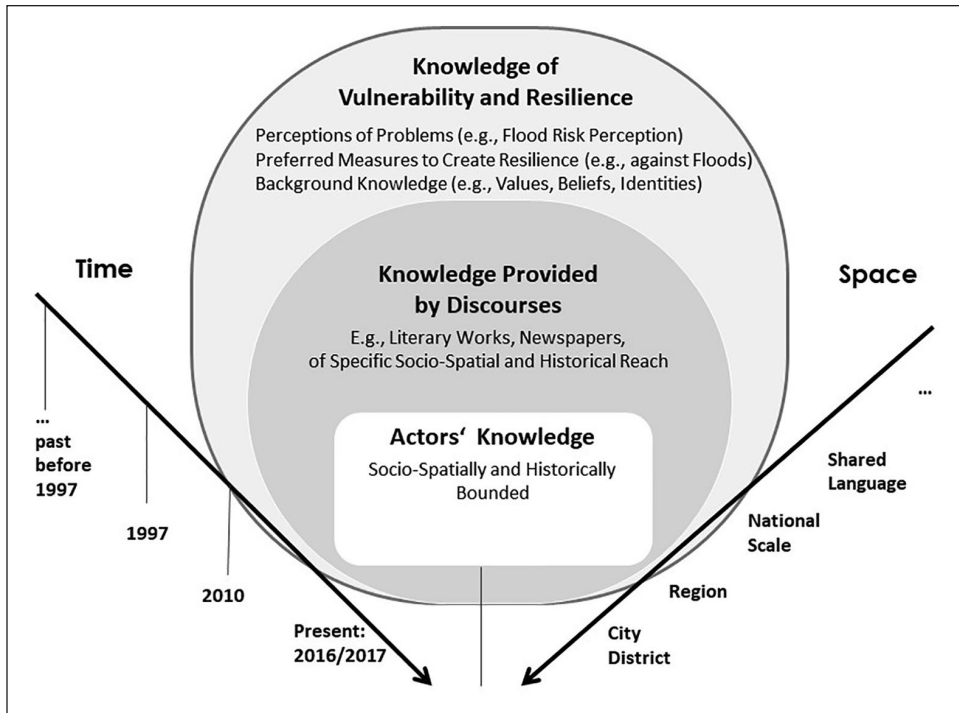 Knowledge of
Vulnerability and Resilience
Perceptions of Problems (e.g., Flood Risk Perception)
Preferred Measures to Create Resilience (e.g., against Floods)
Background Knowledge (e.g., Values, Beliefs, Identities)
Time
Space
Knowledge Provided
by Discourses
E.g., Literary Works, Newspapers,
of Specific Socio-Spatial and Historical Reach
Actors‘ Knowledge
Socio-Spatially and Historically
Bounded
...
past
before
1997
1997
2010
Present:
2016/2017
...
Shared
Language
National
Scale
Region
City
District